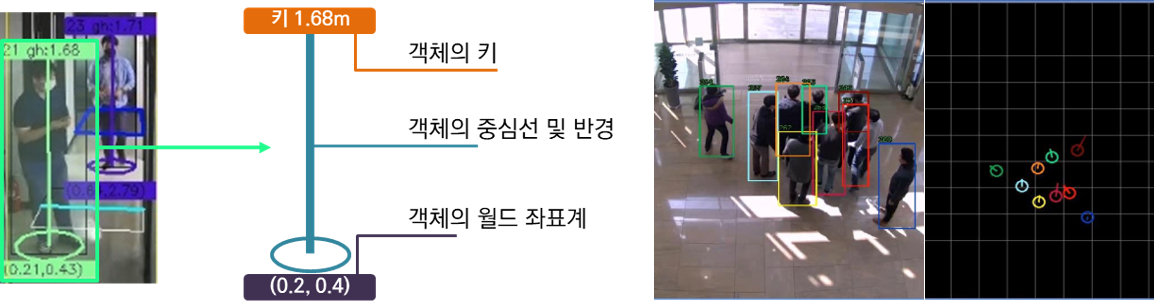 23 gh:1.71
21 gh:1.68
(0.21,0.43)
키 1.68m
객체의 키
객체의 중심선 및 반경
객체의 월드 좌표계
(0.2, 0.4)